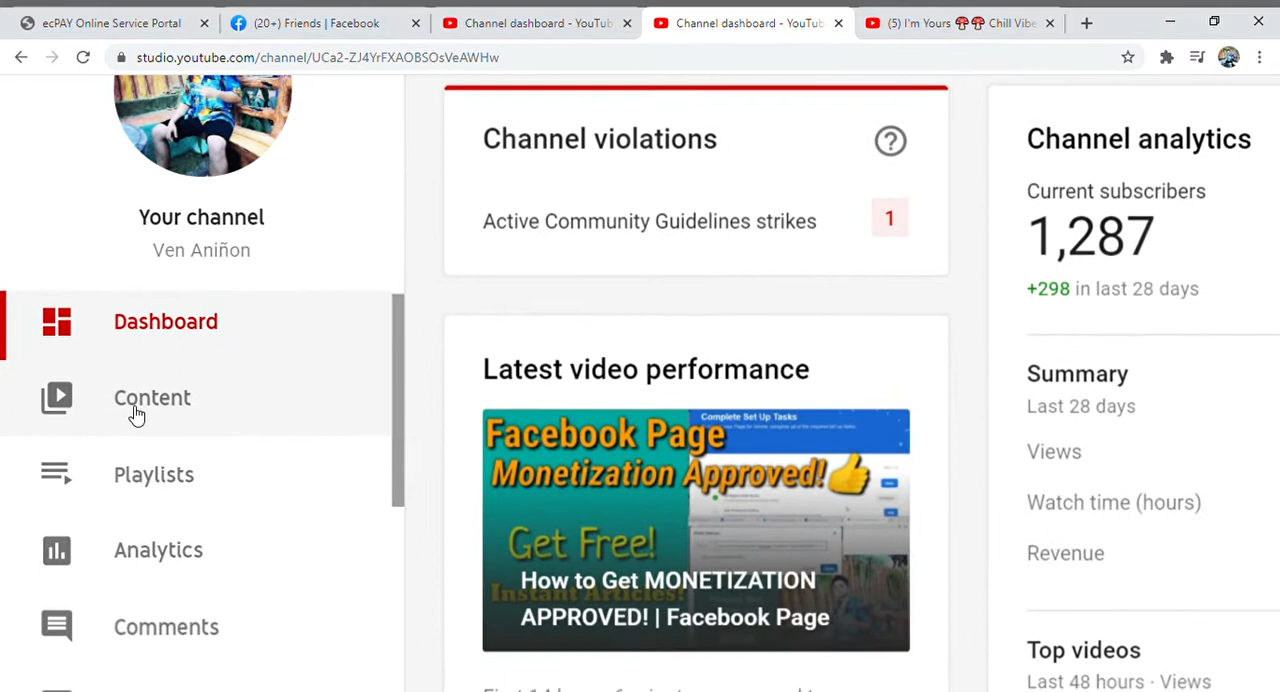 ecPAY Online Service Portal
(20+) Friends | Facebook
Channel dashboard - YouTub
Channel dashboard - YouTub
(5) I'm Yours 🍄🍄 Chill Vibe
studio.youtube.com/channel/UCa2-ZJ4YrFXAOBSOsVeAWHw
Your channel
Ven Aniñon
Dashboard
Content
Playlists
Analytics
Comments
Channel violations
Active Community Guidelines strikes
1
Latest video performance
Facebook Page
Monetization Approved!👍
Complete Set Up Tasks
Get Free!
Instant Articles!
How to Get MONETIZATION
APPROVED! | Facebook Page
Channel analytics
Current subscribers
1,287
+298 in last 28 days
Summary
Last 28 days
Views
Watch time (hours)
Revenue
Top videos
Last 48 hours · Views